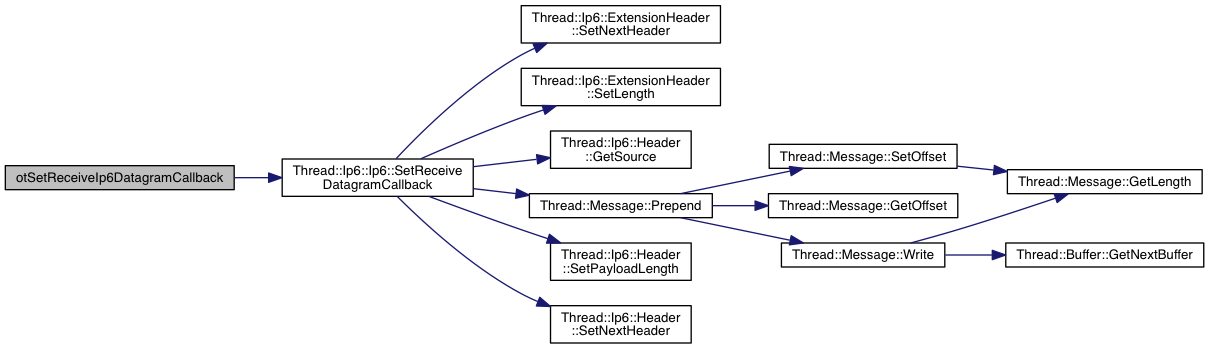 otSetReceiveIp6DatagramCallback
Thread::Ip6::Ip6::SetReceive
DatagramCallback
Thread::Ip6::ExtensionHeader
::SetNextHeader
Thread::Ip6::ExtensionHeader
::SetLength
Thread::Ip6::Header
::GetSource
Thread::Message::Prepend
Thread::Ip6::Header
::SetPayloadLength
Thread::Ip6::Header
::SetNextHeader
Thread::Message::SetOffset
Thread::Message::GetOffset
Thread::Message::Write
Thread::Message::GetLength
Thread::Buffer::GetNextBuffer